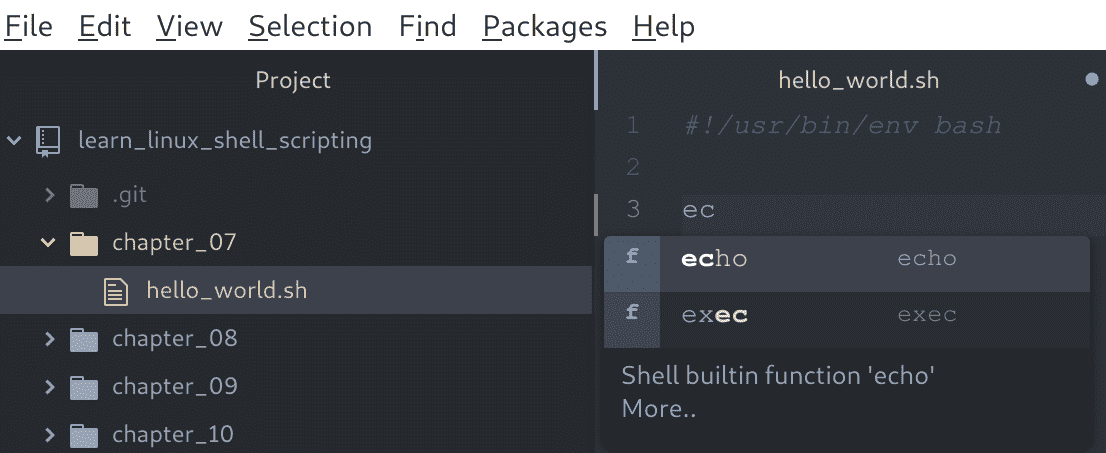 File Edit View Selection Find Packages Help
Project
learn_linux_shell_scripting
.git
chapter_07
hello_world.sh
chapter_08
chapter_09
chapter_10
hello_world.sh
1 #!/usr/bin/env bash
2
3 ec
f echo echo
f exec exec
Shell builtin function 'echo'
More..